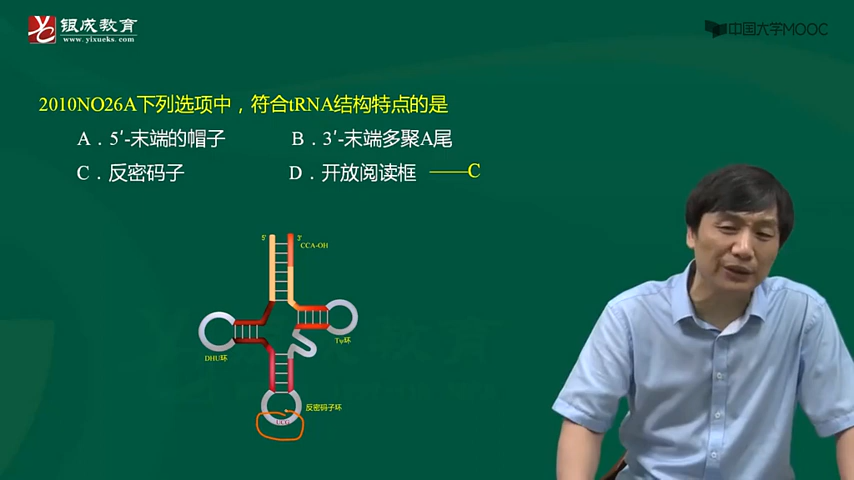 银成教育
www.yixueks.com
中国大学MOOC
2010NO26A下列选项中，符合tRNA结构特点的是
A．5′-末端的帽子 B．3′-末端多聚A尾
C．反密码子 D．开放阅读框 ——C
5′ 3′
CCA-OH
DHU环
Tψ环
反密码子环